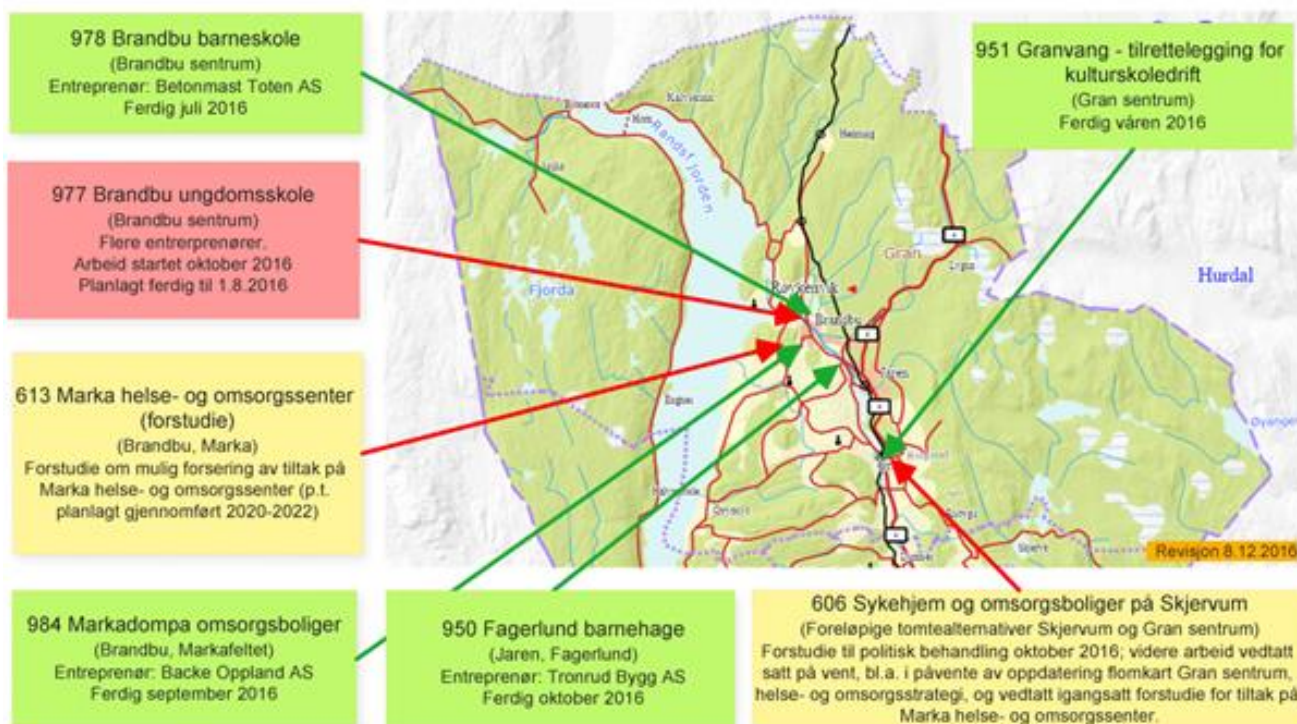 978 Brandbu barneskole
(Brandbu sentrum)
Entreprenør: Betonmast Toten AS
Ferdig juli 2016
951 Granvang - tilrettelegging for
kulturskoledrift
(Gran sentrum)
Ferdig våren 2016
977 Brandbu ungdomsskole
(Brandbu sentrum)
Flere entrerprenører.
Arbeid startet oktober 2016
Planlagt ferdig til 1.8.2016
613 Marka helse- og omsorgssenter
(forstudie)
(Brandbu, Marka)
Forstudie om mulig forsering av tiltak på
Marka helse- og omsorgssenter (p.t.
planlagt gjennomført 2020-2022)
Randsfjorden
Gran
Hurdal
Fjorda
Røykenvik
Brandbu
Jaren
Revisjon 8.12.2016
984 Markadompa omsorgsboliger
(Brandbu, Markafeltet)
Entreprenør: Backe Oppland AS
Ferdig september 2016
950 Fagerlund barnehage
(Jaren, Fagerlund)
Entreprenør: Tronrud Bygg AS
Ferdig oktober 2016
606 Sykehjem og omsorgsboliger på Skjervum
(Foreløpige tomtealternativer Skjervum og Gran sentrum)
Forstudie til politisk behandling oktober 2016; videre arbeid vedtatt
satt på vent, bl.a. i påvente av oppdatering flomkart Gran sentrum,
helse- og omsorgsstrategi, og vedtatt igangsatt forstudie for tiltak på
Marka helse- og omsorgssenter.